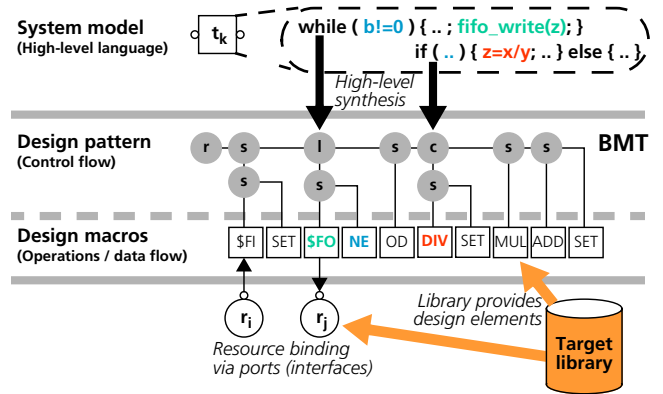 System model
(High-level language)
t_k
while ( b!=0 ) { .. ; fifo_write(z); }
if ( .. ) { z=x/y; .. } else { .. }
High-level
synthesis
Design pattern
(Control flow)
r s l s c s s
BMT
s s s
Design macros
(Operations / data flow)
$FI SET $FO NE OD DIV SET MUL ADD SET
r_i r_j
Library provides
design elements
Resource binding
via ports (interfaces)
Target
library